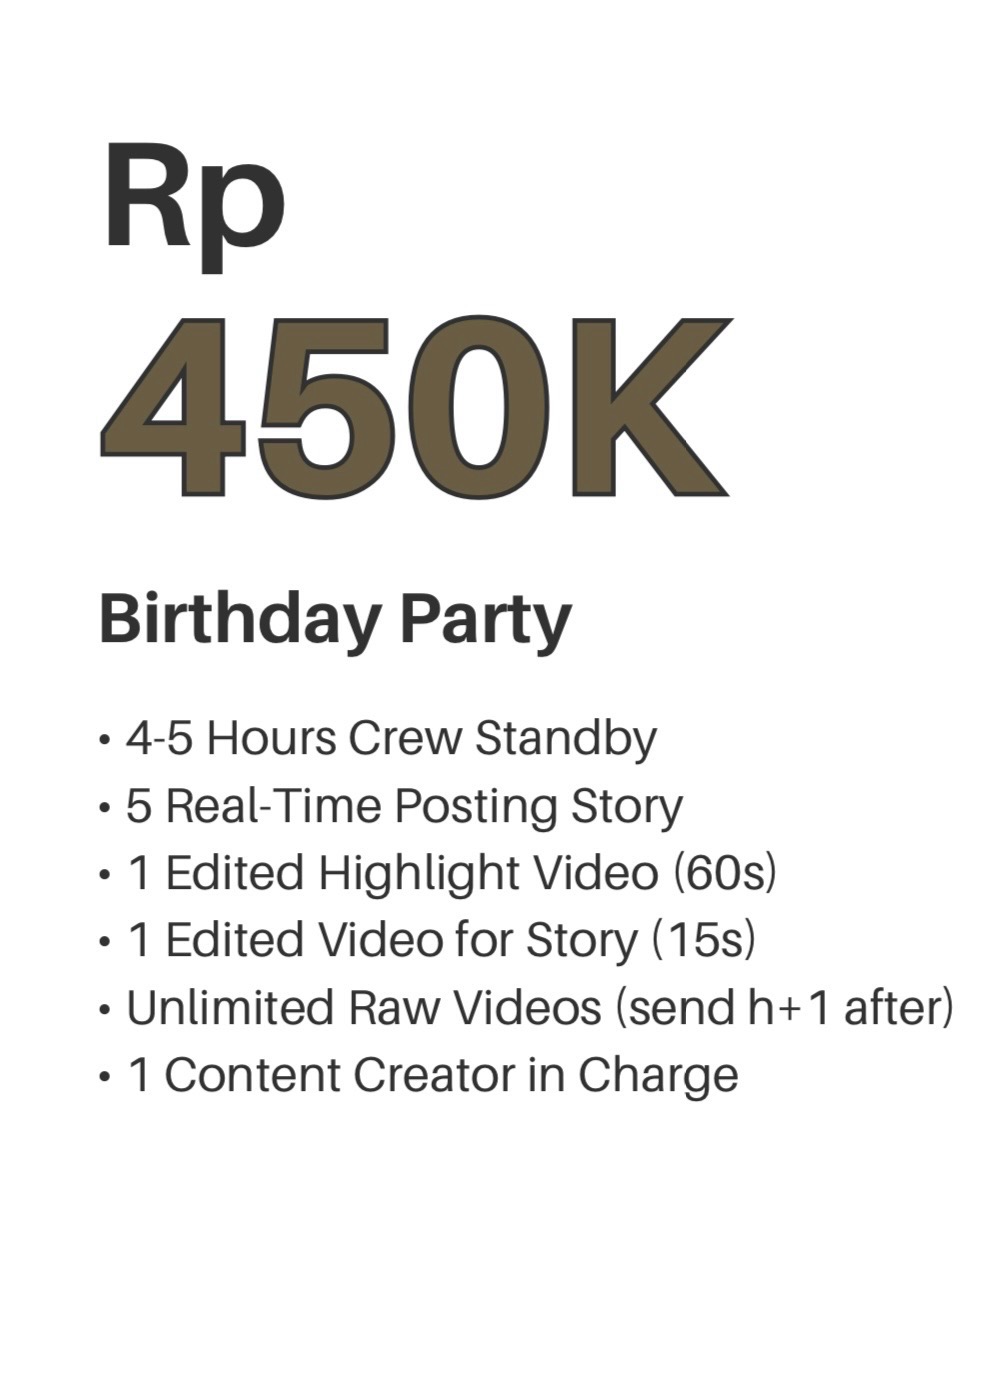 Rp
450K
Birthday Party
• 4-5 Hours Crew Standby
• 5 Real-Time Posting Story
• 1 Edited Highlight Video (60s)
• 1 Edited Video for Story (15s)
• Unlimited Raw Videos (send h+1 after)
• 1 Content Creator in Charge